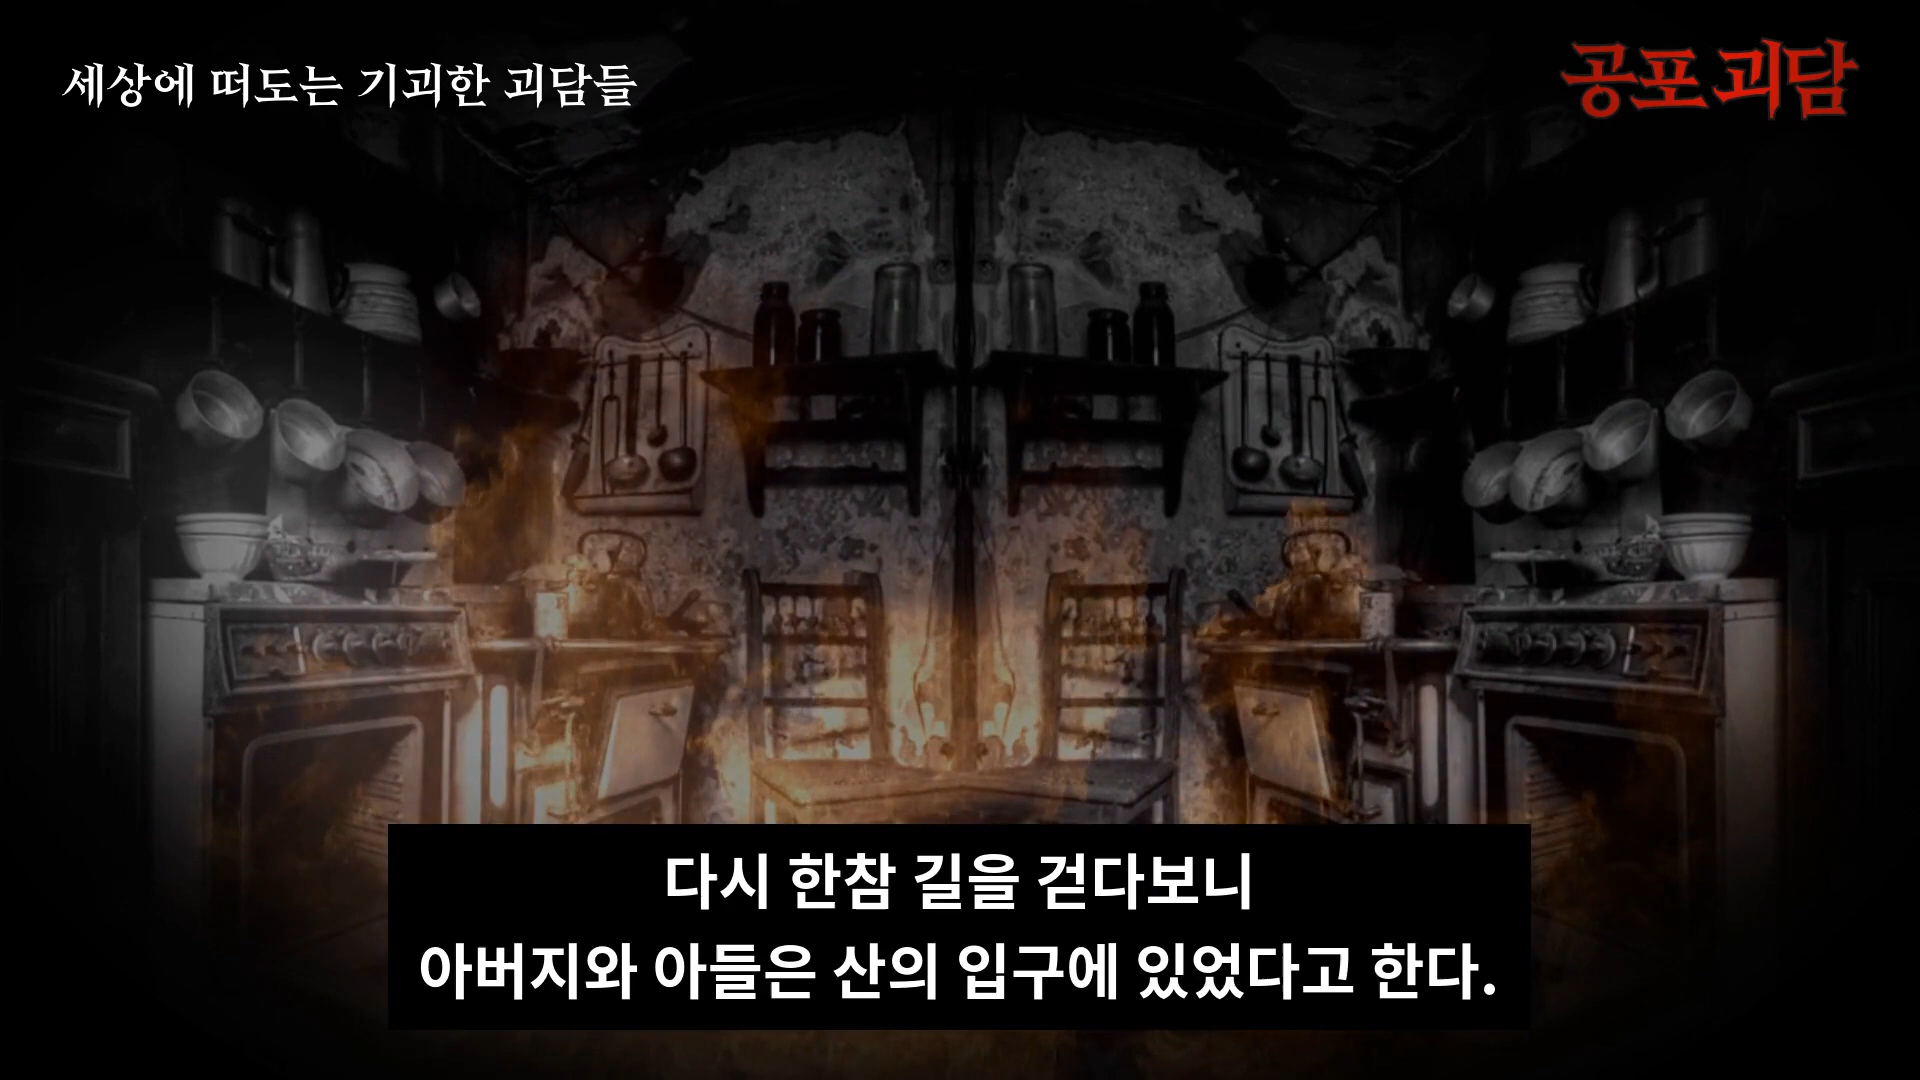 세상에 떠도는 기괴한 괴담들
공포 괴담
다시 한참 길을 걷다보니
아버지와 아들은 산의 입구에 있었다고 한다.